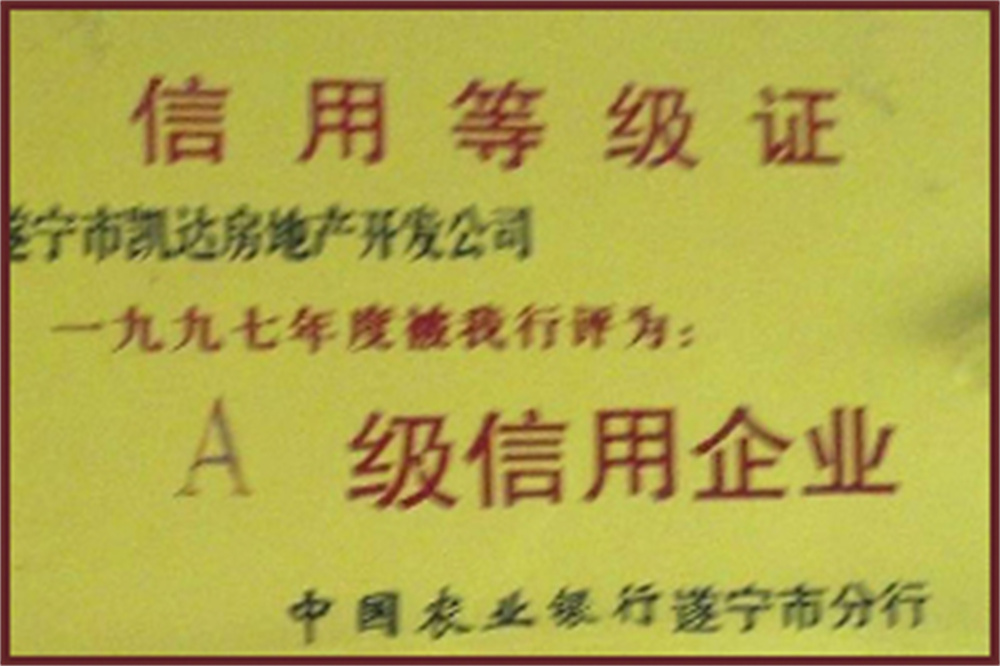 信用等级证
遂宁市凯达房地产开发公司
一九九七年度被我行评为：
A 级信用企业
中国农业银行遂宁市分行